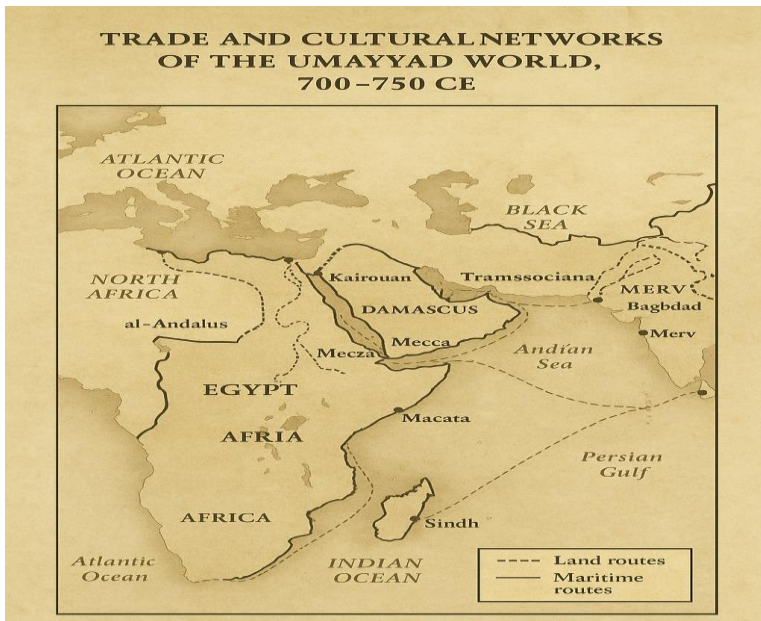 TRADE AND CULTURAL NETWORKS
OF THE UMAYYAD WORLD,
700–750 CE
ATLANTIC
OCEAN
BLACK
SEA
NORTH
AFRICA
Kairouan
Tramssociana
MERV
Bagbdad
DAMASCUS
al-Andalus
Merv
Mecca
Mecza
Andían
Sea
EGYPT
Macata
AFRIA
Persian
Gulf
AFRICA
Sindh
Atlantic
Ocean
INDIAN
OCEAN
Land routes
Maritime
routes